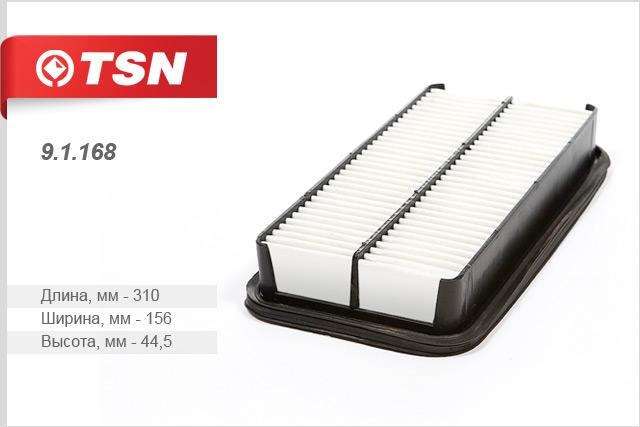 TSN
9.1.168
Длина, мм - 310
Ширина, мм - 156
Высота, мм - 44,5